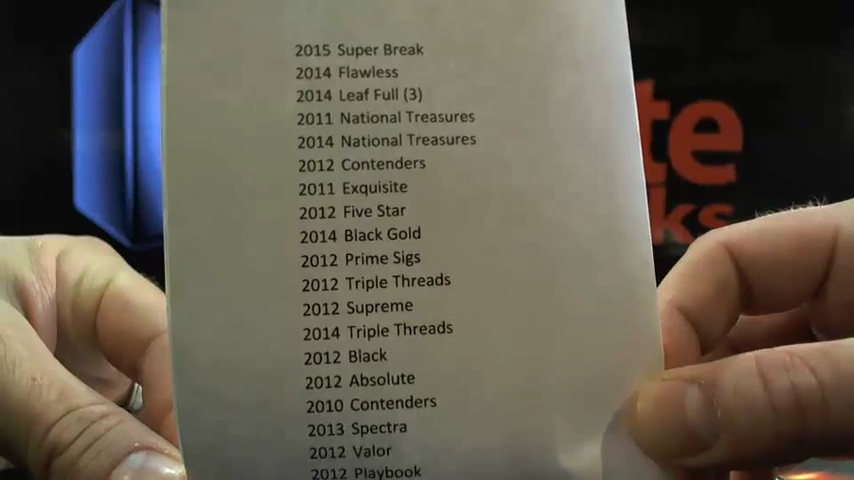 2015 Super Break
2014 Flawless
2014 Leaf Full (3)
2011 National Treasures
2014 National Treasures
2012 Contenders
2011 Exquisite
2012 Five Star
2014 Black Gold
2012 Prime Sigs
2012 Triple Threads
2012 Supreme
2014 Triple Threads
2012 Black
2012 Absolute
2010 Contenders
2013 Spectra
2012 Valor
2012 Playbook